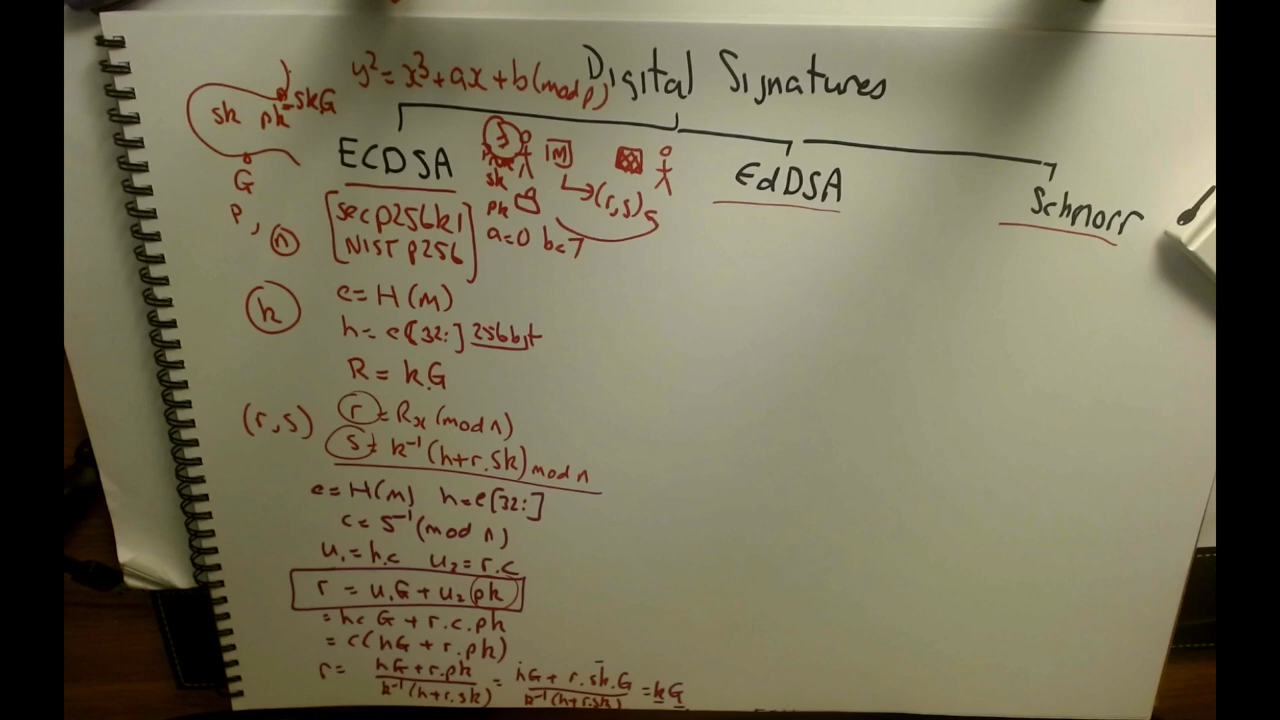 Digital Signatures
y² = x³ + ax + b (mod p)
sk pk = skG
G
p, n
ECDSA
EdDSA
Schnorr
M
sk
pk
(r,s)
secp256k1
NIST p256
a=0 b=7
k
e = H(M)
h = e[32:] 256bit
R = k.G
(r,s)
r = Rx (mod n)
s = k⁻¹(h+r.sk) mod n
e = H(M) h = e[32:]
c = s⁻¹ (mod n)
u₁ = h.c u₂ = r.c
r = u₁G + u₂ pk
= hc G + r.c.pk
= c(hG + r.pk)
r = hG + r.pk / k⁻¹(h+r.sk) = hG + r.sk.G / k⁻¹(h+r.sk) = kG